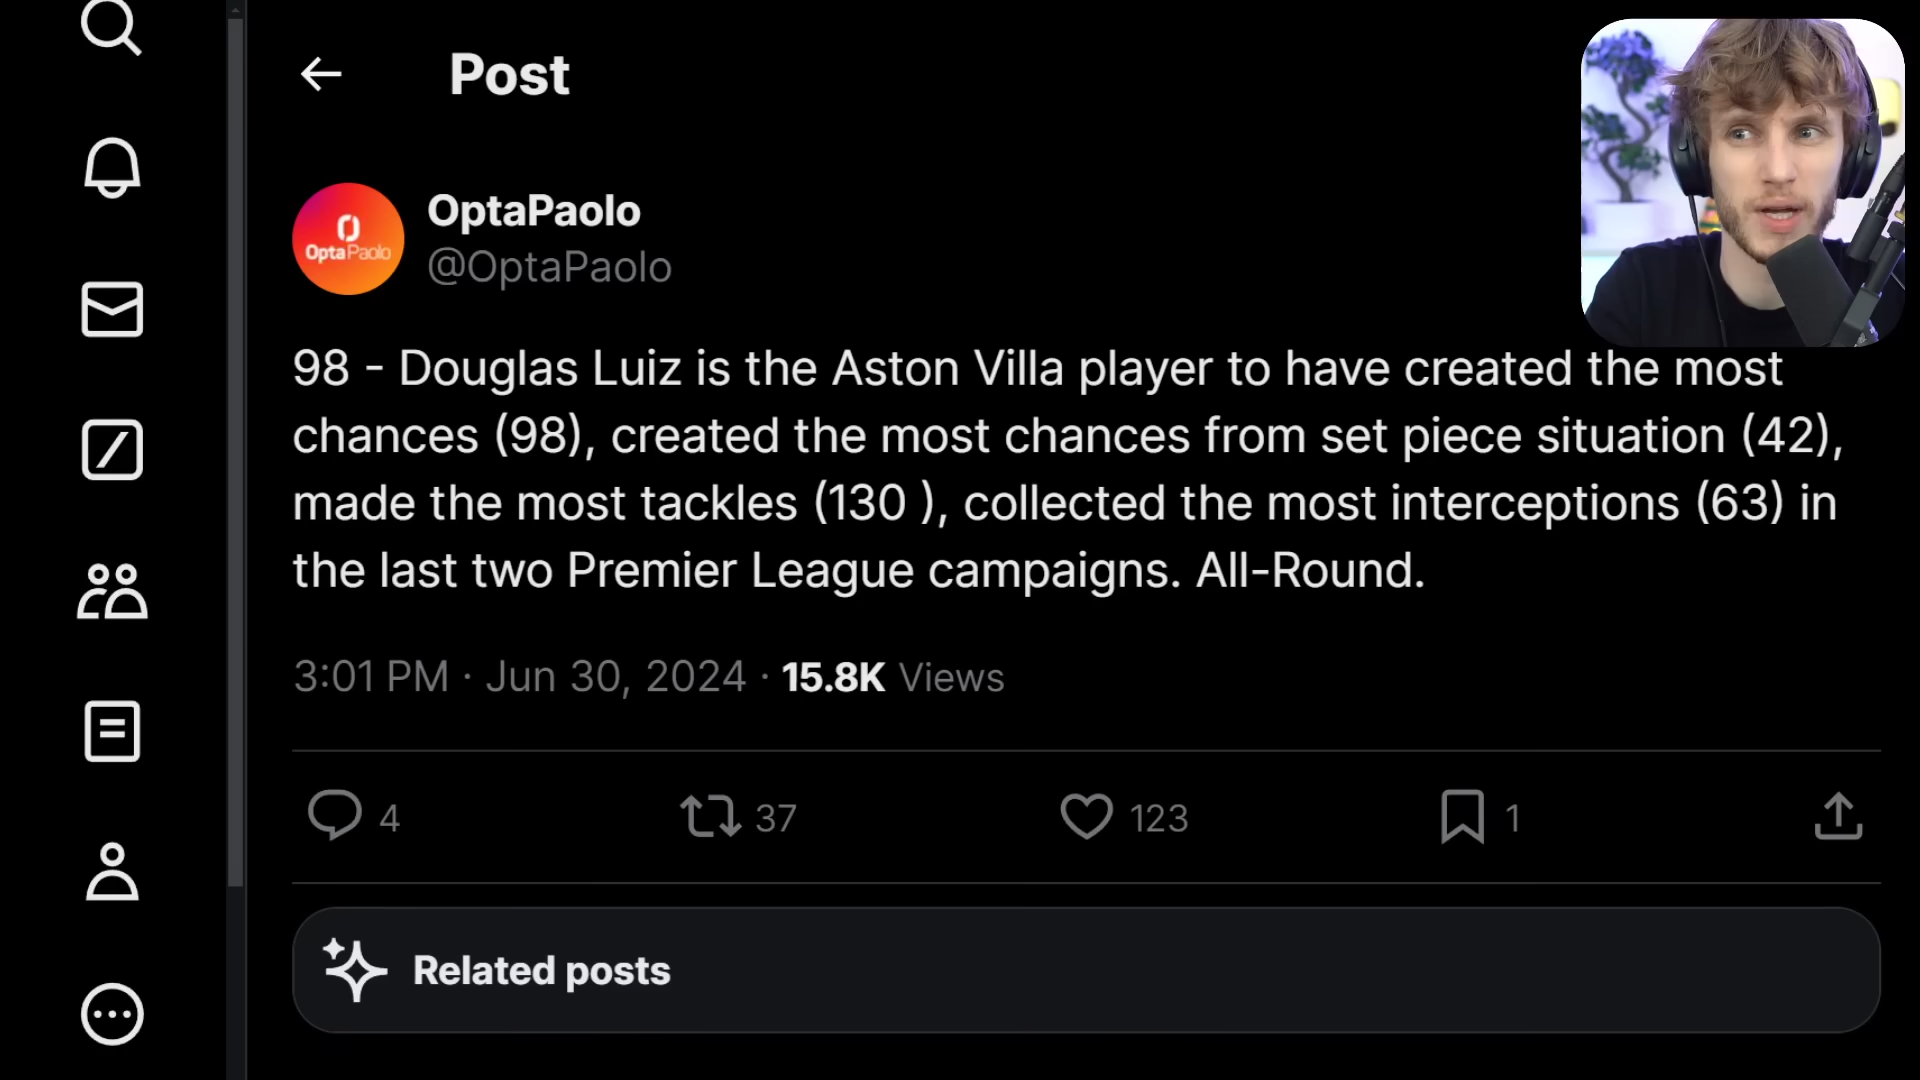 Post
OptaPaolo
OptaPaolo
@OptaPaolo
98 - Douglas Luiz is the Aston Villa player to have created the most
chances (98), created the most chances from set piece situation (42),
made the most tackles (130 ), collected the most interceptions (63) in
the last two Premier League campaigns. All-Round.
3:01 PM · Jun 30, 2024 · 15.8K Views
4 37 123 1
Related posts